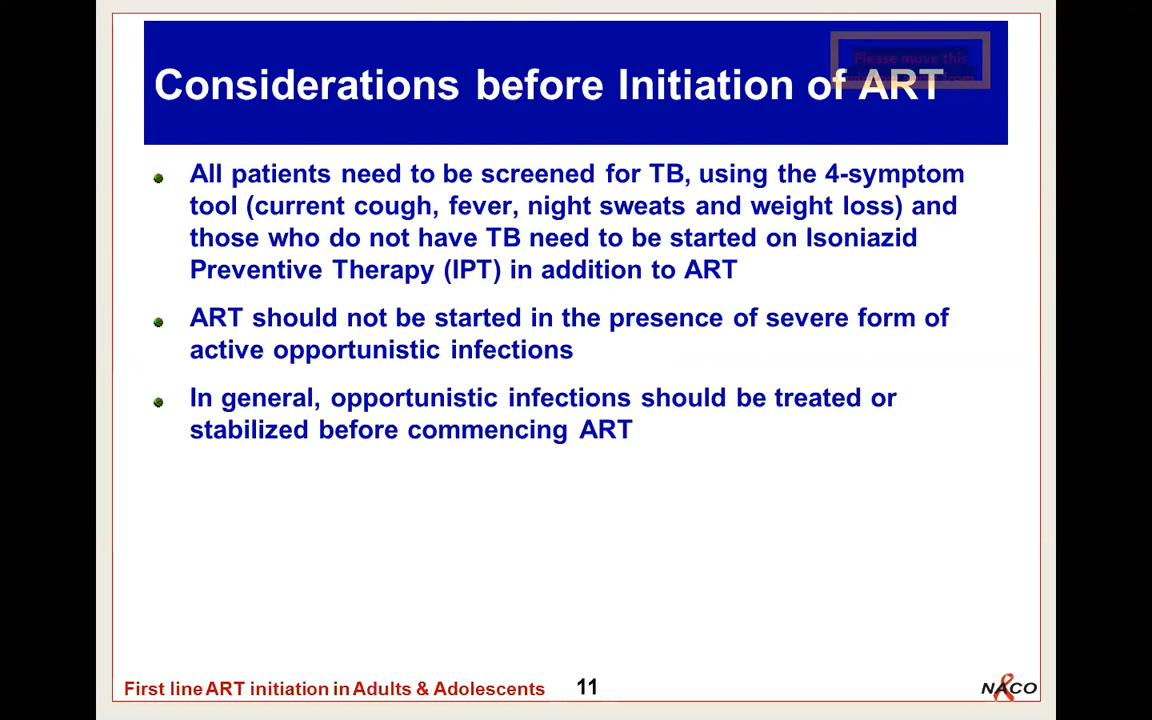 Please move this
Considerations before Initiation of ART
All patients need to be screened for TB, using the 4-symptom
tool (current cough, fever, night sweats and weight loss) and
those who do not have TB need to be started on Isoniazid
Preventive Therapy (IPT) in addition to ART
ART should not be started in the presence of severe form of
active opportunistic infections
In general, opportunistic infections should be treated or
stabilized before commencing ART
First line ART initiation in Adults & Adolescents 11
NACO